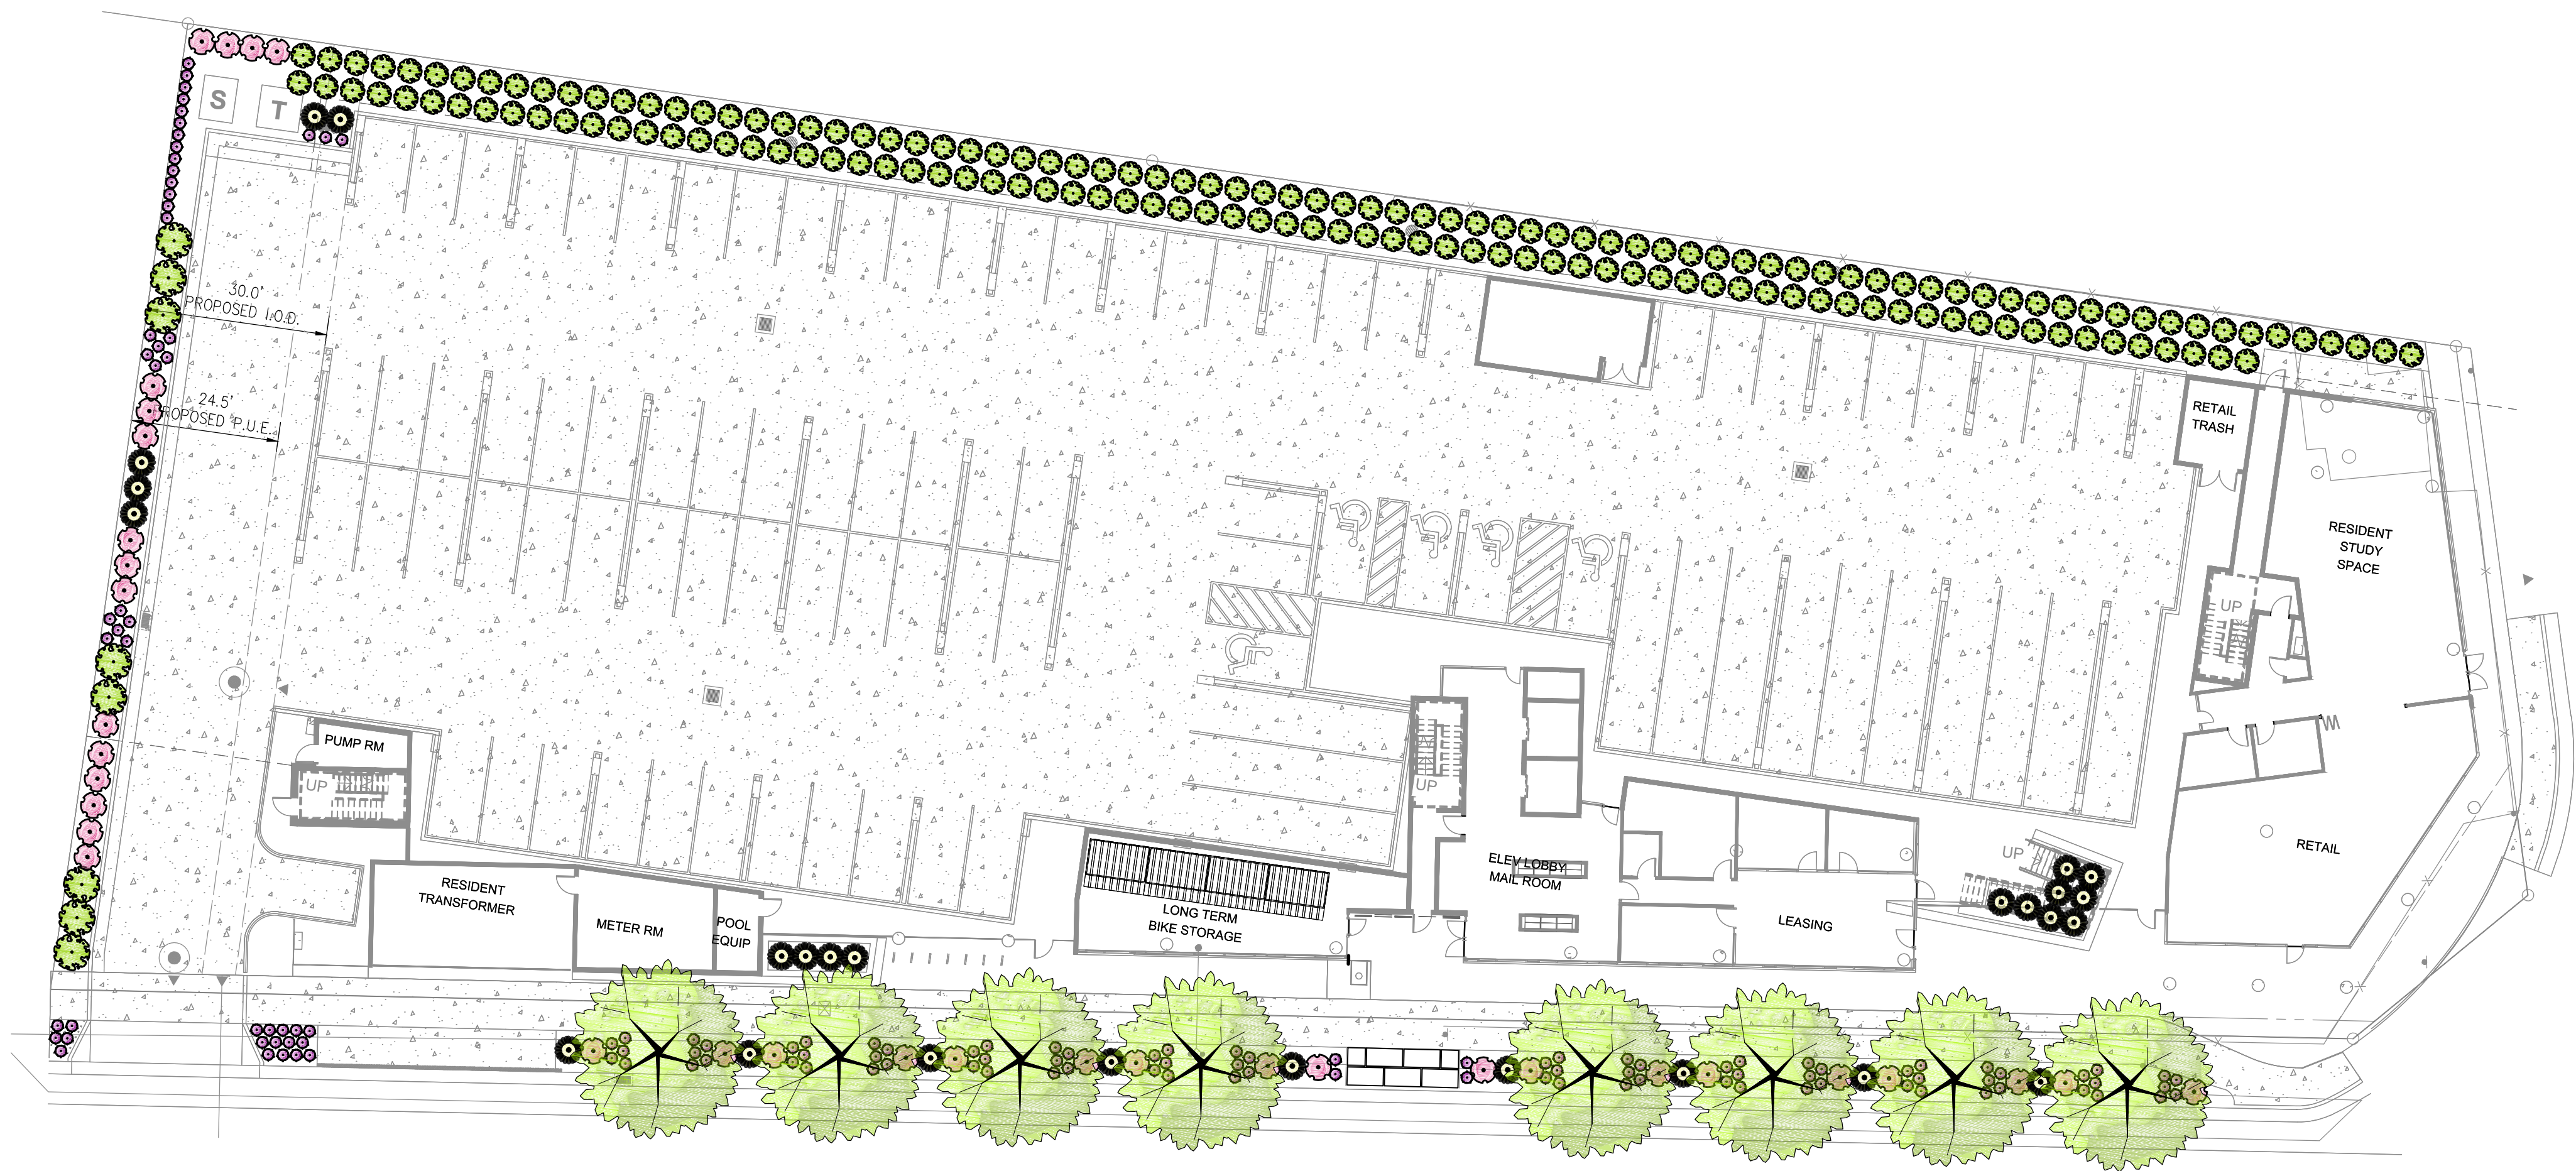 S
T
30.0'
PROPOSED I.O.D.
24.5'
PROPOSED P.U.E.
RETAIL
TRASH
RESIDENT
STUDY
SPACE
UP
W
PUMP RM
UP
UP
RESIDENT
TRANSFORMER
METER RM
POOL
EQUIP
LONG TERM
BIKE STORAGE
ELEV LOBBY
MAIL ROOM
LEASING
UP
RETAIL